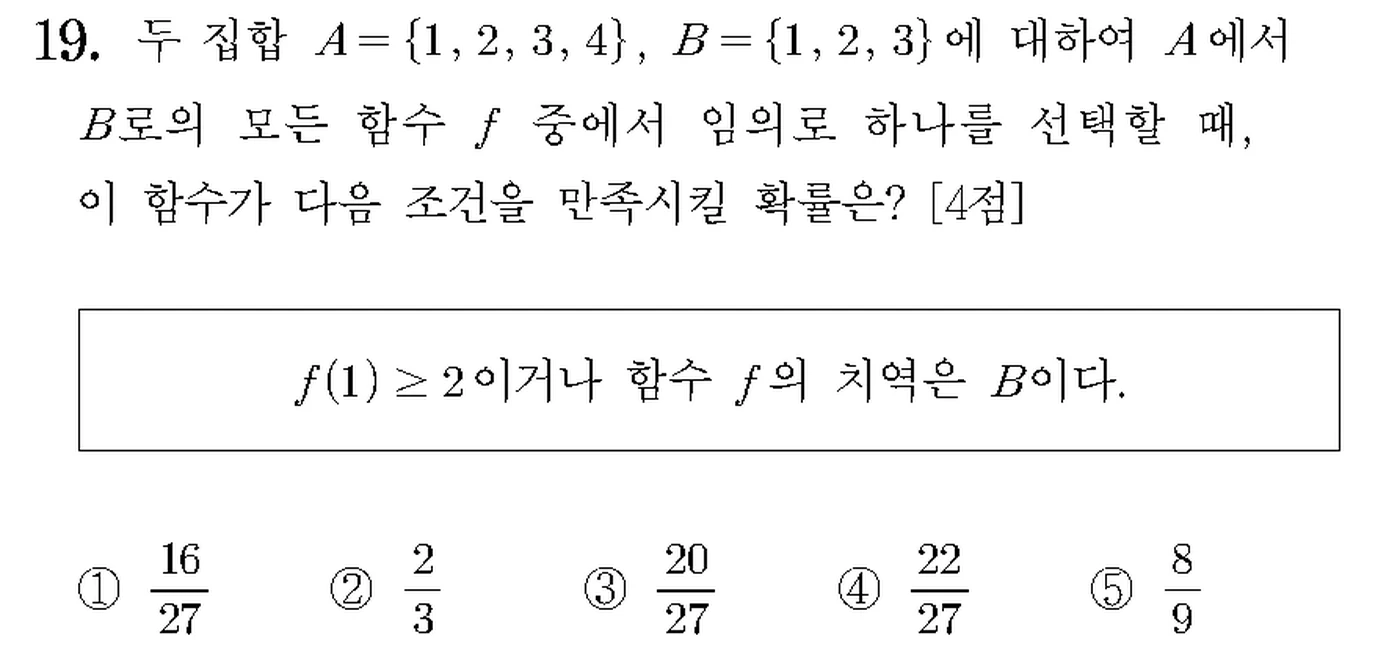 19. 두 집합 A={1, 2, 3, 4}, B={1, 2, 3}에 대하여 A에서
B로의 모든 함수 f 중에서 임의로 하나를 선택할 때,
이 함수가 다음 조건을 만족시킬 확률은? [4점]
f(1) ≥ 2이거나 함수 f의 치역은 B이다.
① 16/27 ② 2/3 ③ 20/27 ④ 22/27 ⑤ 8/9